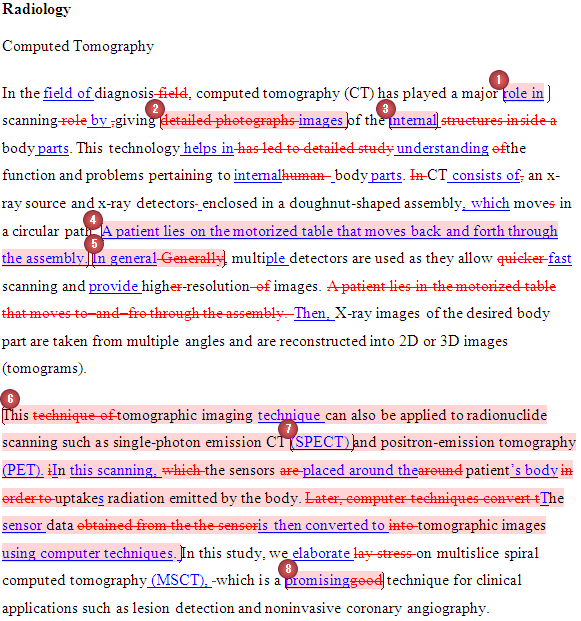 Radiology
Computed Tomography
1
In the field of diagnosis field, computed tomography (CT) has played a major role in
2 3
scanning role by ,giving detailed photographs images of the internal structures inside a
body parts. This technology helps in has led to detailed study understanding ofthe
function and problems pertaining to internalhuman body parts. In CT consists of, an x-
ray source and x-ray detectors enclosed in a doughnut-shaped assembly, which moves in
4
a circular path. A patient lies on the motorized table that moves back and forth through
5
the assembly. In general Generally, multiple detectors are used as they allow quicker fast
scanning and provide higher-resolution of images. A patient lies in the motorized table
that moves to-and-fro through the assembly. Then, X-ray images of the desired body
part are taken from multiple angles and are reconstructed into 2D or 3D images
(tomograms).
6
This technique of tomographic imaging technique can also be applied to radionuclide
7
scanning such as single-photon emission CT (SPECT) and positron-emission tomography
(PET). iIn this scanning, which the sensors are placed around thearound patient's body in
order to uptakes radiation emitted by the body. Later, computer techniques convert tThe
sensor data obtained from the the sensoris then converted to into tomographic images
using computer techniques. In this study, we elaborate lay stress on multislice spiral
8
computed tomography (MSCT), -which is a promisinggood technique for clinical
applications such as lesion detection and noninvasive coronary angiography.